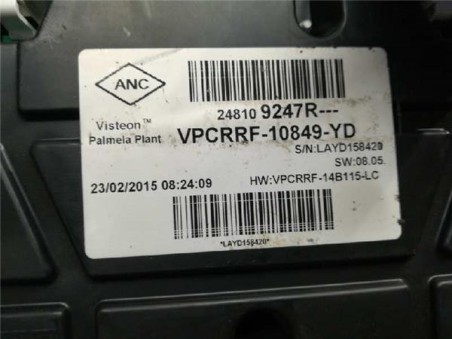 ANC
24810 9247R---
Visteon™
Palmela Plant
VPCRRF-10849-YD
S/N:LAYD158420
SW:08.05.
23/02/2015 08:24:09
HW:VPCRRF-14B115-LC
*LAYD158420*